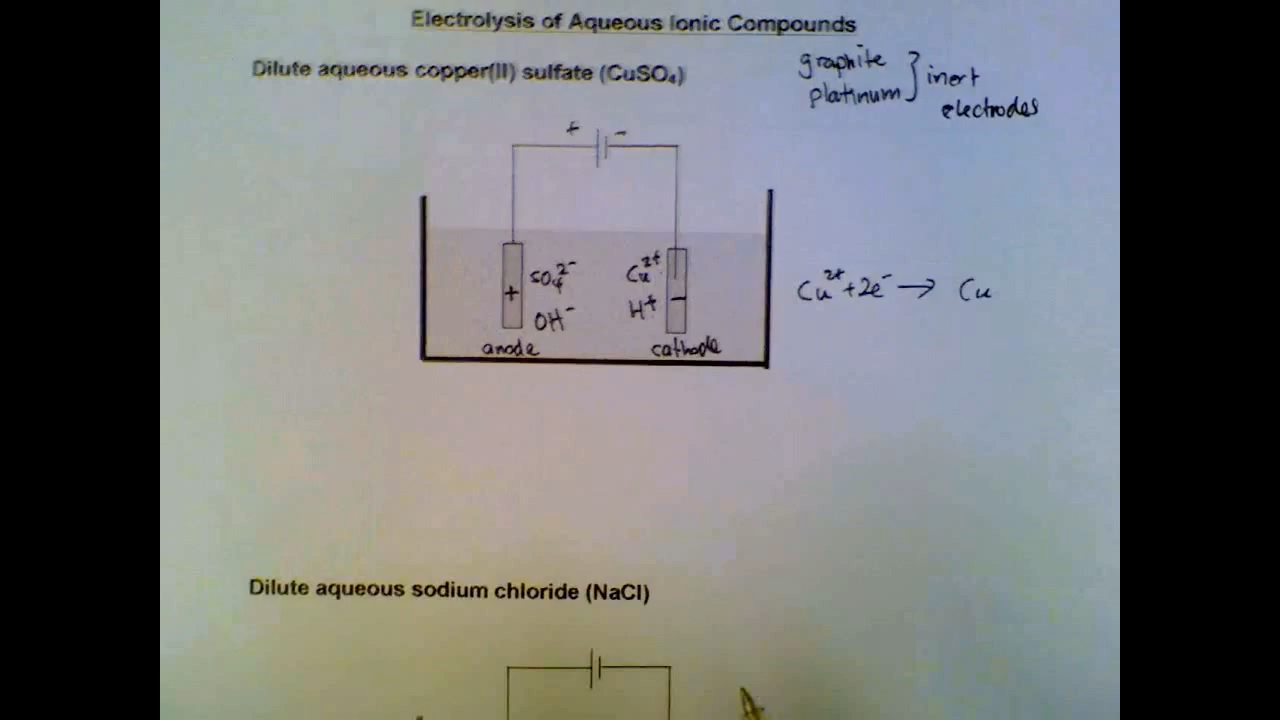 Electrolysis of Aqueous Ionic Compounds
Dilute aqueous copper(II) sulfate (CuSO₄)
graphite
platinum } inert
electrodes
+ −
SO₄²⁻ Cu²⁺
+ −
OH⁻ H⁺
anode cathode
Cu²⁺ + 2e⁻ → Cu
Dilute aqueous sodium chloride (NaCl)